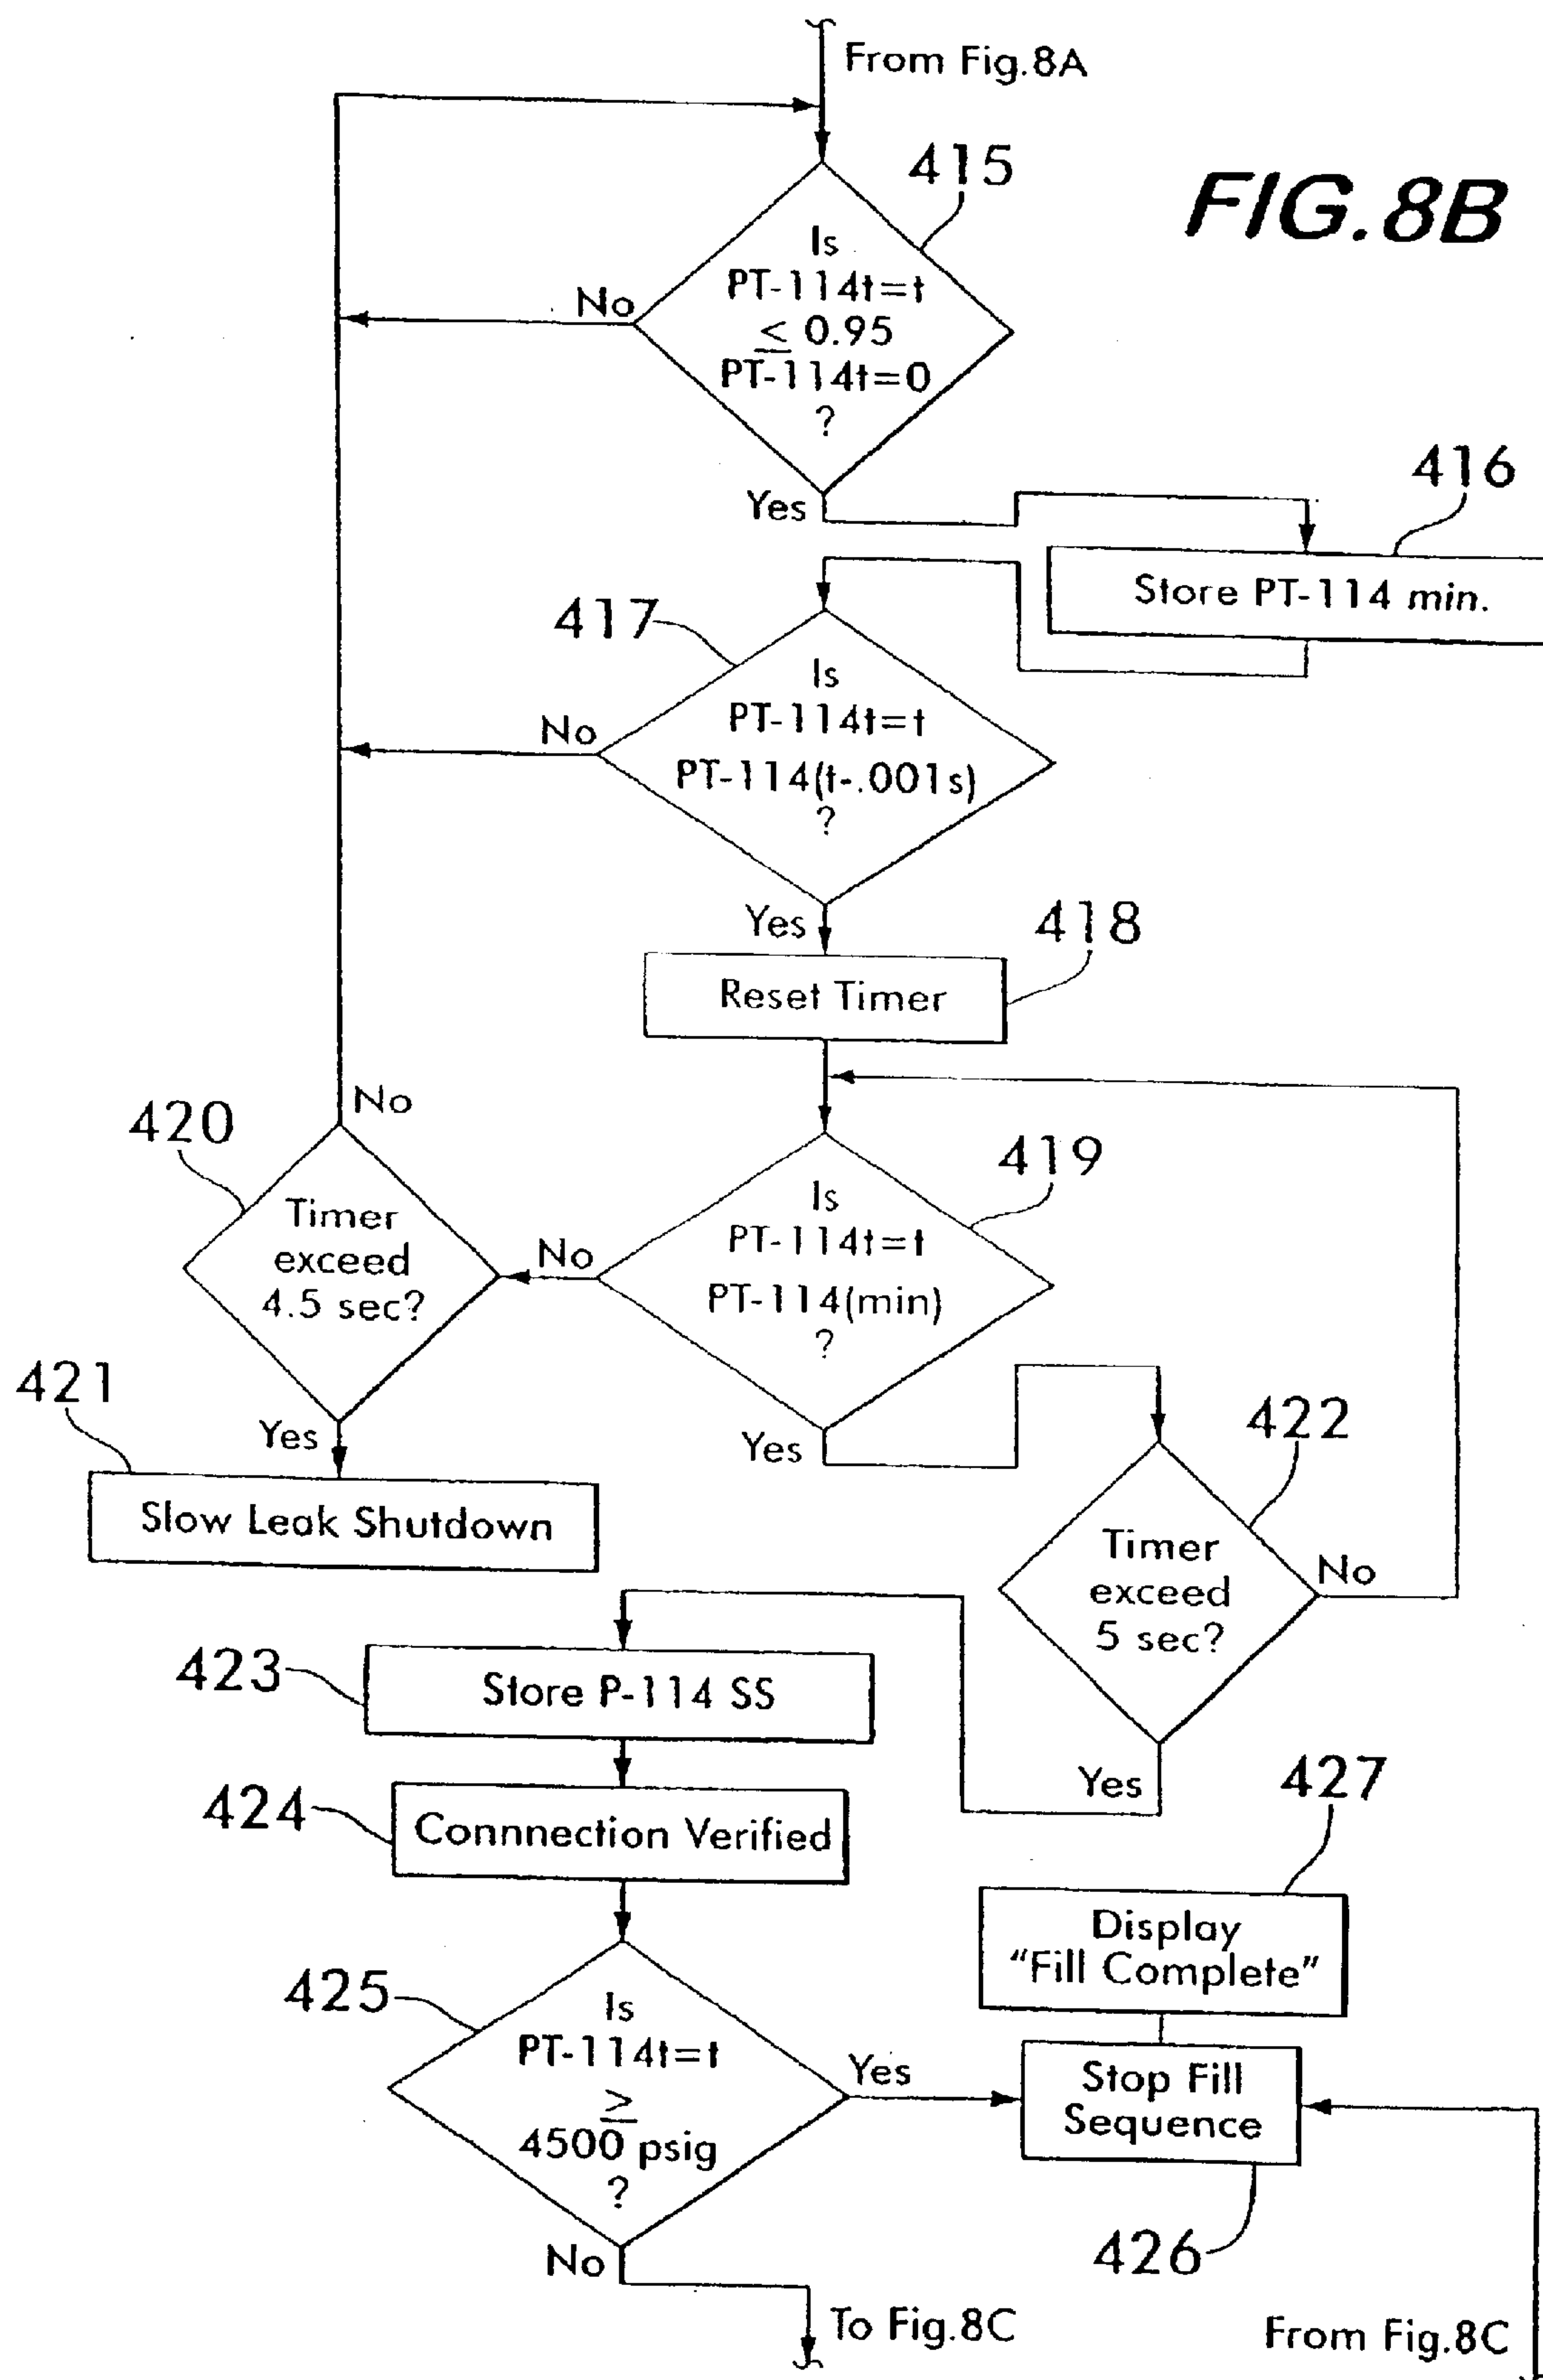 From Fig.8A
FIG.8B
415
Is
PT-114t=t
≤ 0.95
PT-114t=0
?
No
Yes
416
Store PT-114 min.
417
Is
PT-114t=t
PT-114(t-.001s)
?
No
Yes
418
Reset Timer
419
Is
PT-114t=t
PT-114(min)
?
No
Yes
420
No
Timer
exceed
4.5 sec?
Yes
421
Slow Leak Shutdown
422
Timer
exceed
5 sec?
No
Yes
423
Store P-114 SS
424
Connnection Verified
425
Is
PT-114t=t
≥
4500 psig
?
Yes
No
427
Display
“Fill Complete”
Stop Fill
Sequence
426
To Fig.8C
From Fig.8C